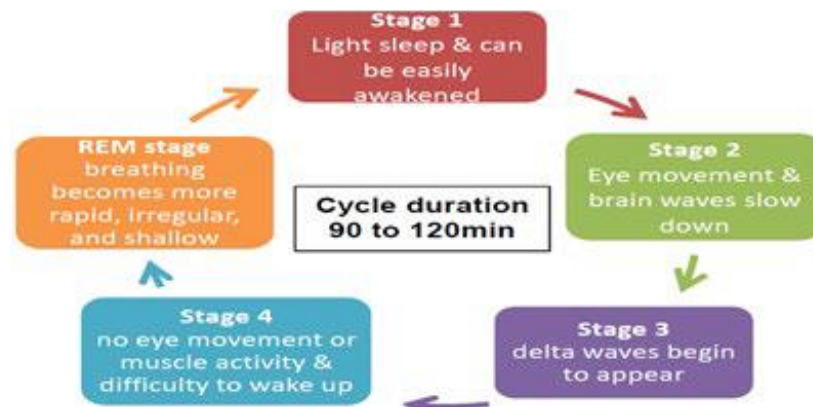 Stage 1
Light sleep & can
be easily
awakened
Stage 2
Eye movement &
brain waves slow
down
Stage 3
delta waves begin
to appear
Stage 4
no eye movement or
muscle activity &
difficulty to wake up
REM stage
breathing
becomes more
rapid, irregular,
and shallow
Cycle duration
90 to 120min